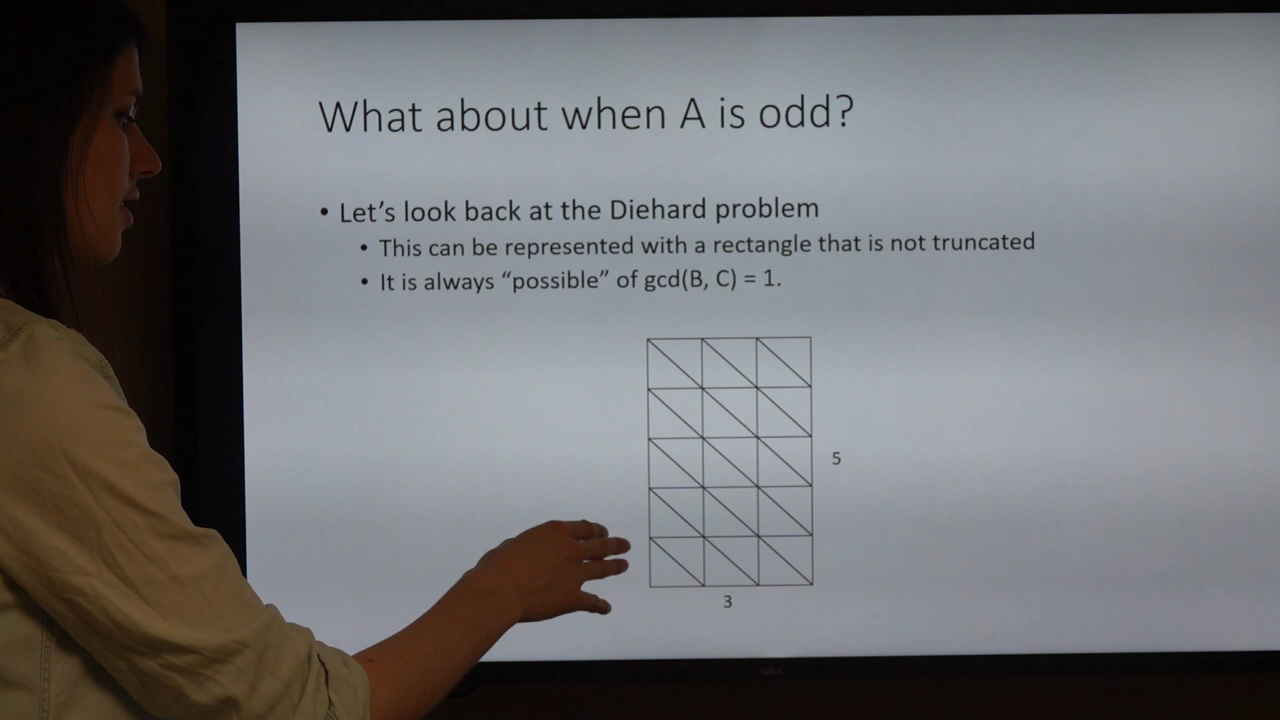 What about when A is odd?
• Let's look back at the Diehard problem
• This can be represented with a rectangle that is not truncated
• It is always “possible” of gcd(B, C) = 1.
5
3
NEC